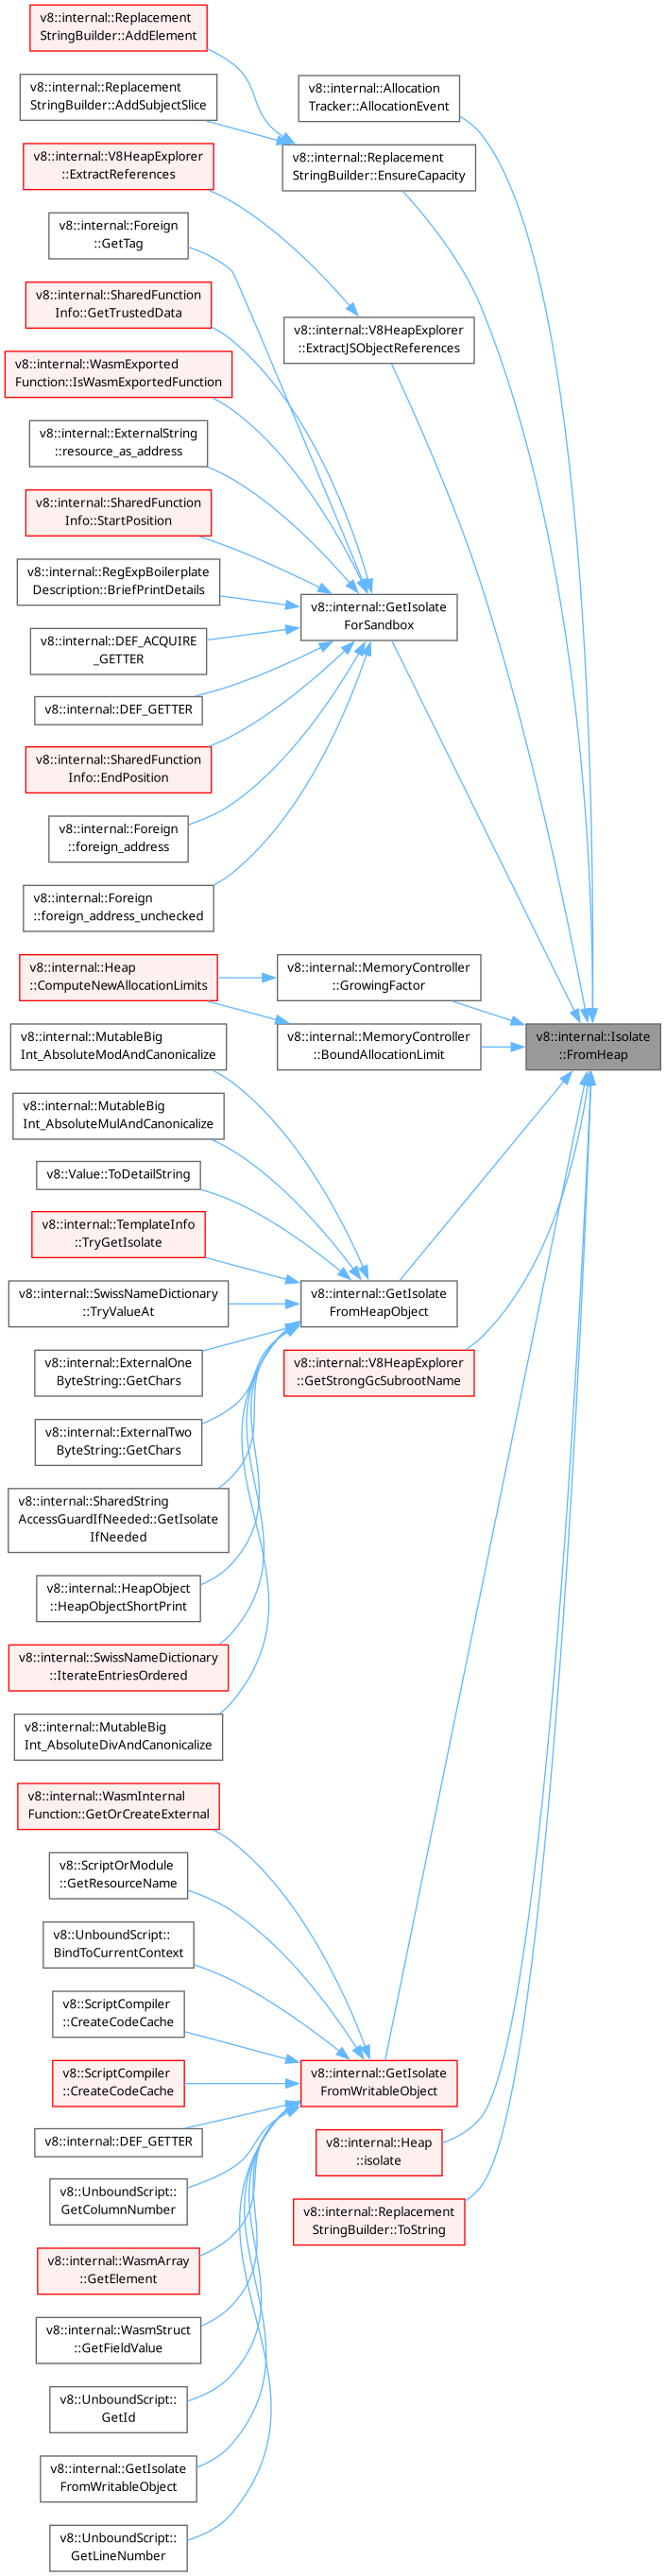 v8::internal::Replacement
StringBuilder::AddElement
v8::internal::Replacement
StringBuilder::AddSubjectSlice
v8::internal::Allocation
Tracker::AllocationEvent
v8::internal::Replacement
StringBuilder::EnsureCapacity
v8::internal::V8HeapExplorer
::ExtractReferences
v8::internal::Foreign
::GetTag
v8::internal::SharedFunction
Info::GetTrustedData
v8::internal::V8HeapExplorer
::ExtractJSObjectReferences
v8::internal::WasmExported
Function::IsWasmExportedFunction
v8::internal::ExternalString
::resource_as_address
v8::internal::SharedFunction
Info::StartPosition
v8::internal::RegExpBoilerplate
Description::BriefPrintDetails
v8::internal::GetIsolate
ForSandbox
v8::internal::DEF_ACQUIRE
_GETTER
v8::internal::DEF_GETTER
v8::internal::SharedFunction
Info::EndPosition
v8::internal::Foreign
::foreign_address
v8::internal::Foreign
::foreign_address_unchecked
v8::internal::Heap
::ComputeNewAllocationLimits
v8::internal::MemoryController
::GrowingFactor
v8::internal::MutableBig
Int_AbsoluteModAndCanonicalize
v8::internal::MemoryController
::BoundAllocationLimit
v8::internal::Isolate
::FromHeap
v8::internal::MutableBig
Int_AbsoluteMulAndCanonicalize
v8::Value::ToDetailString
v8::internal::TemplateInfo
::TryGetIsolate
v8::internal::SwissNameDictionary
::TryValueAt
v8::internal::GetIsolate
FromHeapObject
v8::internal::ExternalOne
ByteString::GetChars
v8::internal::V8HeapExplorer
::GetStrongGcSubrootName
v8::internal::ExternalTwo
ByteString::GetChars
v8::internal::SharedString
AccessGuardIfNeeded::GetIsolate
IfNeeded
v8::internal::HeapObject
::HeapObjectShortPrint
v8::internal::SwissNameDictionary
::IterateEntriesOrdered
v8::internal::MutableBig
Int_AbsoluteDivAndCanonicalize
v8::internal::WasmInternal
Function::GetOrCreateExternal
v8::ScriptOrModule
::GetResourceName
v8::UnboundScript::
BindToCurrentContext
v8::ScriptCompiler
::CreateCodeCache
v8::ScriptCompiler
::CreateCodeCache
v8::internal::GetIsolate
FromWritableObject
v8::internal::DEF_GETTER
v8::internal::Heap
::isolate
v8::UnboundScript::
GetColumnNumber
v8::internal::Replacement
StringBuilder::ToString
v8::internal::WasmArray
::GetElement
v8::internal::WasmStruct
::GetFieldValue
v8::UnboundScript::
GetId
v8::internal::GetIsolate
FromWritableObject
v8::UnboundScript::
GetLineNumber